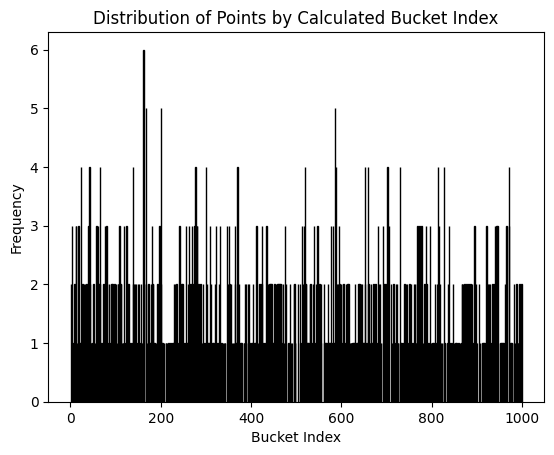 Distribution of Points by Calculated Bucket Index
6
5
4
3
2
1
0
Frequency
0 200 400 600 800 1000
Bucket Index